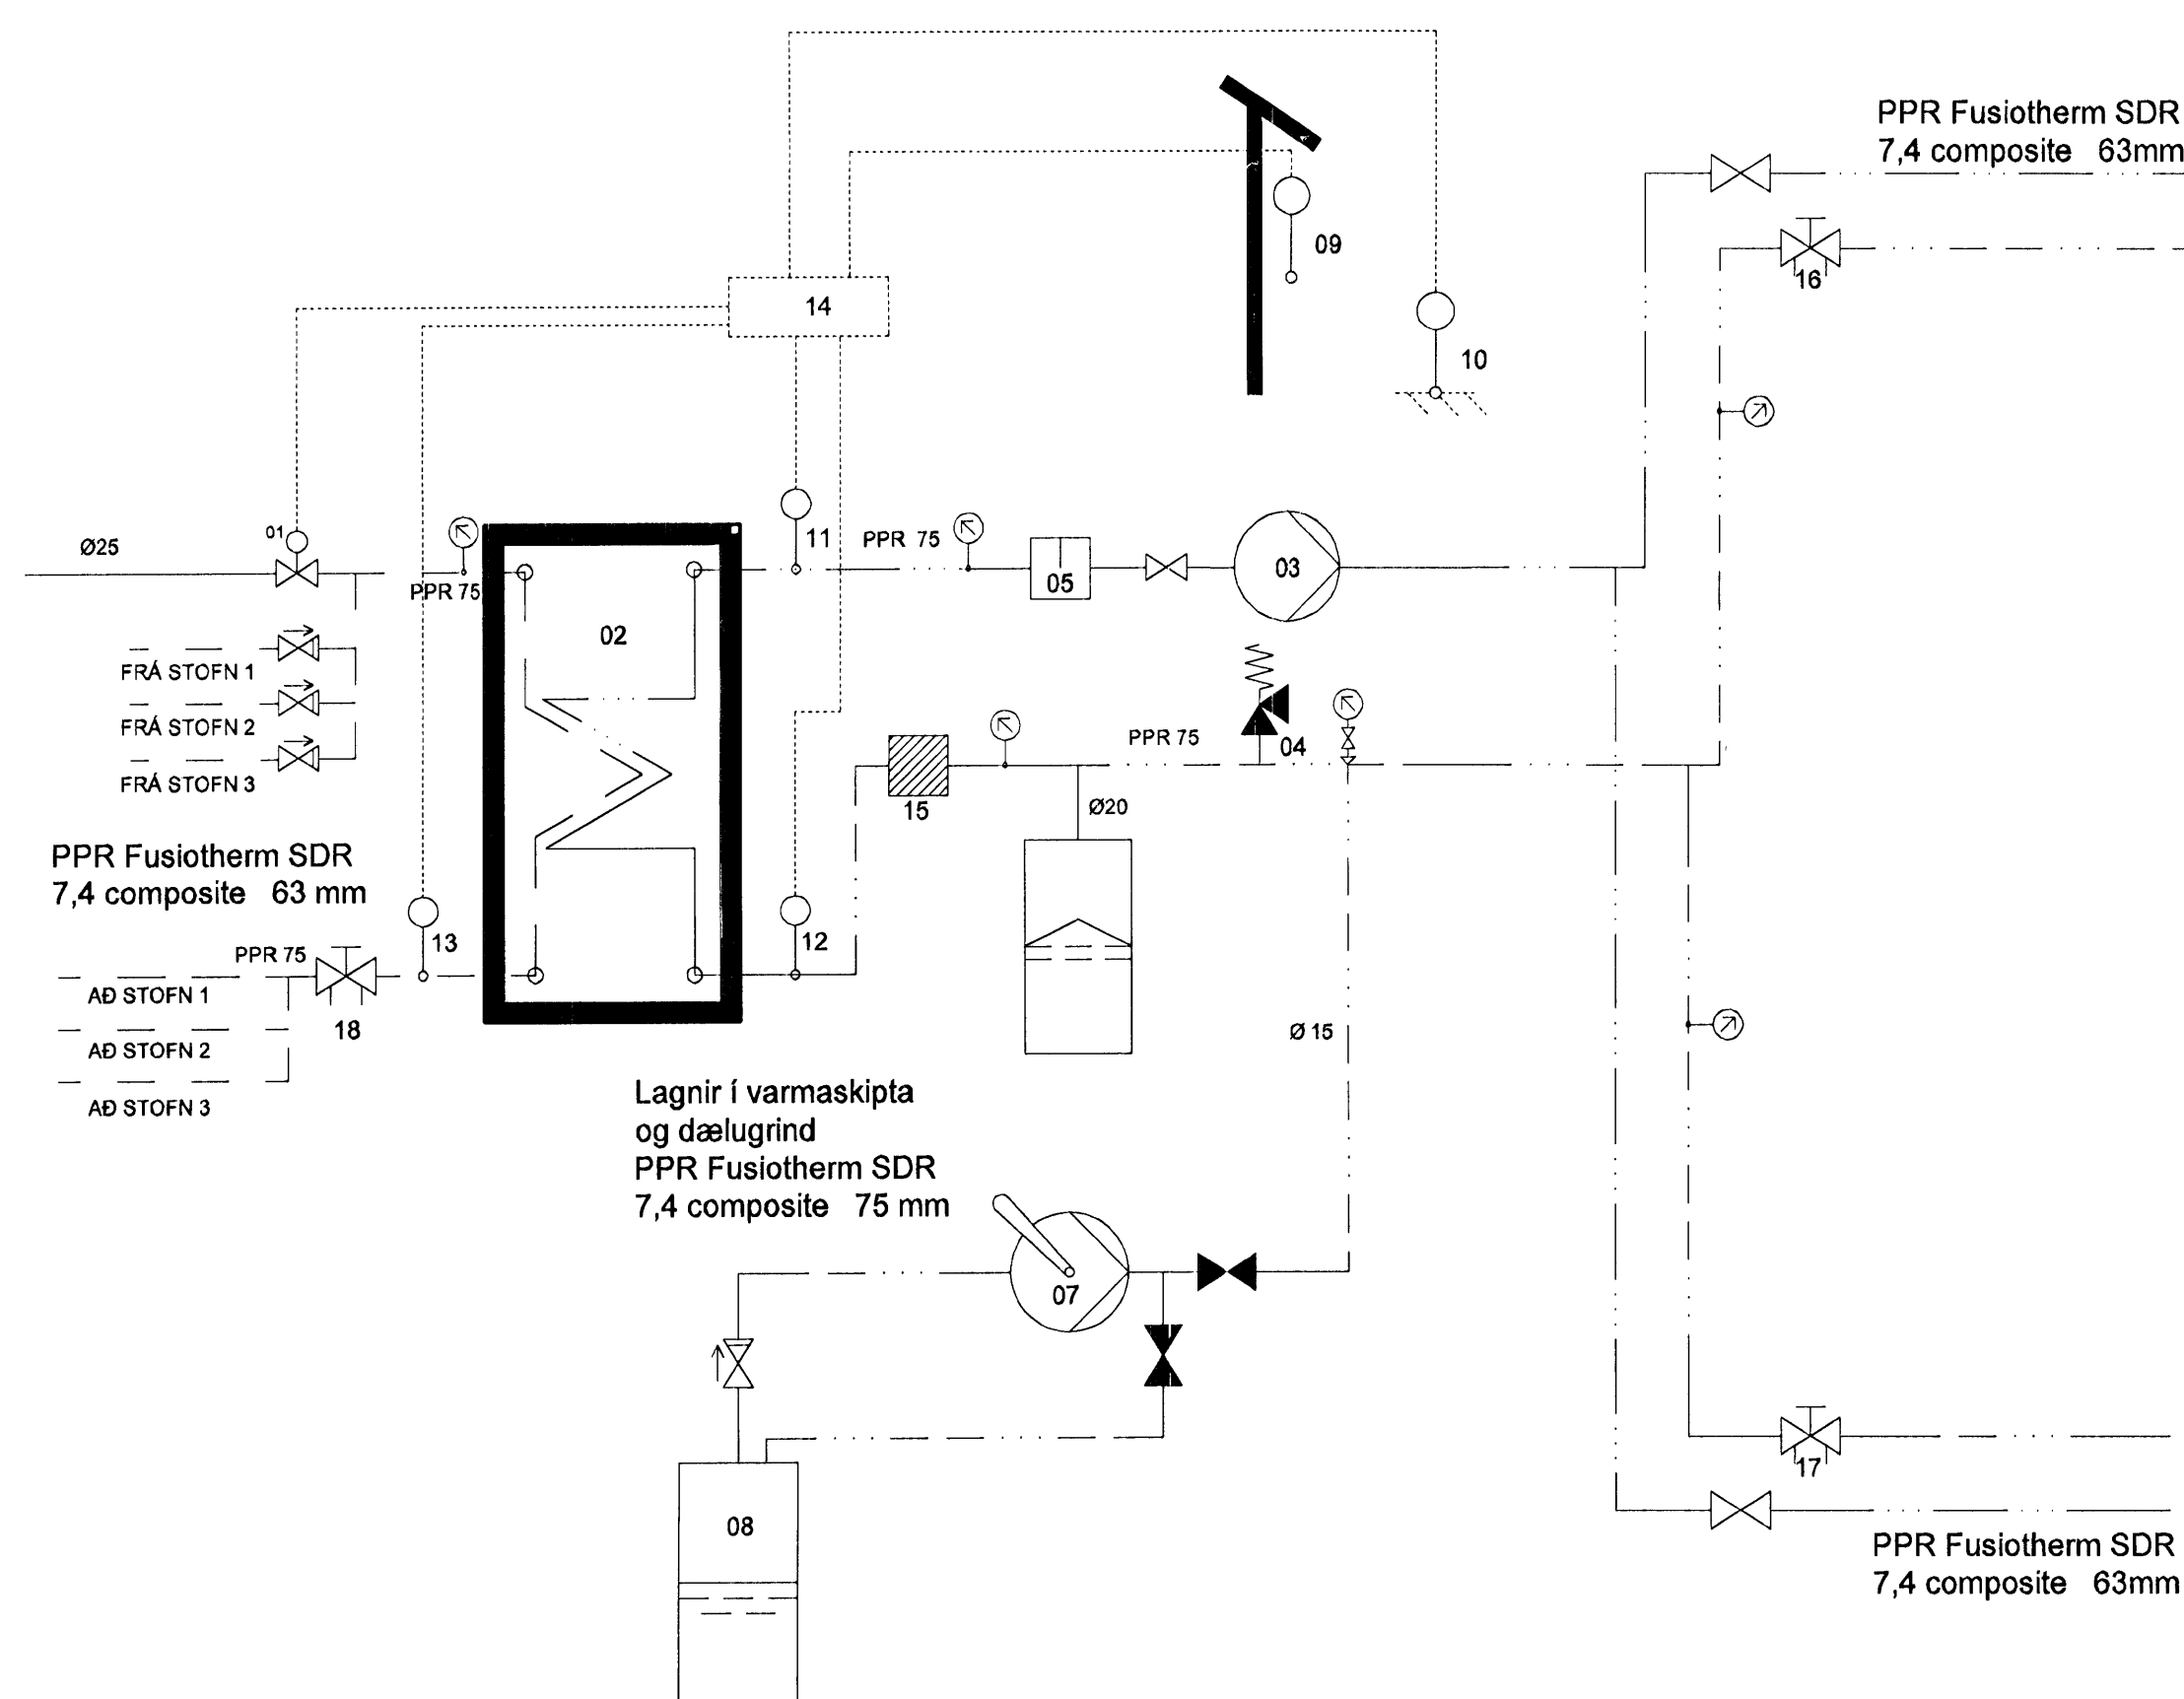 PPR Fusiotherm SDR
7,4 composite 63mm
09
16
14
10
01
Ø25
11
PPR 75
05
03
PPR 75
02
FRÁ STOFN 1
FRÁ STOFN 2
FRÁ STOFN 3
PPR 75
04
15
Ø20
PPR Fusiotherm SDR
7,4 composite 63 mm
13
12
PPR 75
AÐ STOFN 1
18
AÐ STOFN 2
AÐ STOFN 3
Ø 15
Lagnir í varmaskipta
og dælugrind
PPR Fusiotherm SDR
7,4 composite 75 mm
07
17
08
PPR Fusiotherm SDR
7,4 composite 63mm